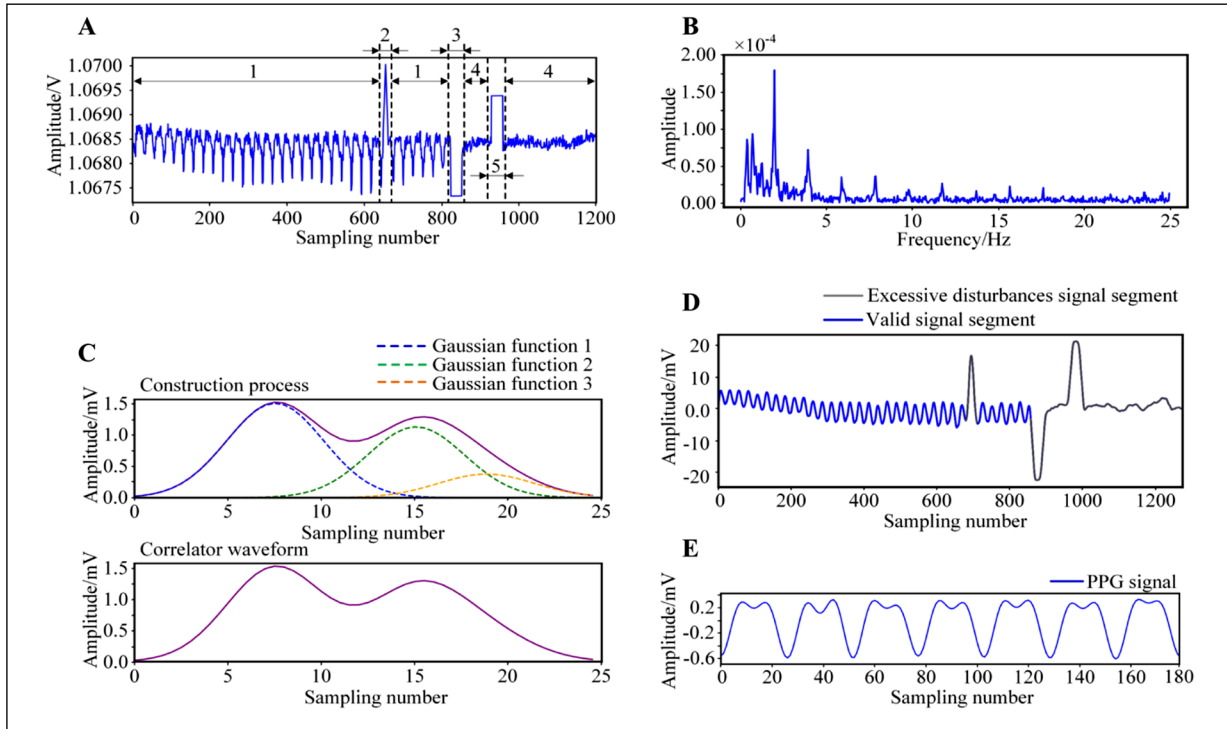 A
2 3
1 1 4 4
5
1.0700
1.0695
1.0690
1.0685
1.0680
1.0675
Amplitude/V
0 200 400 600 800 1000 1200
Sampling number
B
×10-4
2.00
1.50
1.00
0.50
0.00
Amplitude
0 5 10 15 20 25
Frequency/Hz
C
Gaussian function 1
Gaussian function 2
Gaussian function 3
Construction process
1.5
1.0
0.5
0.0
Amplitude/mV
0 5 10 15 20 25
Sampling number
Correlator waveform
1.5
1.0
0.5
0.0
Amplitude/mV
0 5 10 15 20 25
Sampling number
D
Excessive disturbances signal segment
Valid signal segment
20
10
0.0
-10
-20
Amplitude/mV
0 200 400 600 800 1000 1200
Sampling number
E
PPG signal
0.2
-0.2
-0.6
Amplitude/mV
0 20 40 60 80 100 120 140 160 180
Sampling number